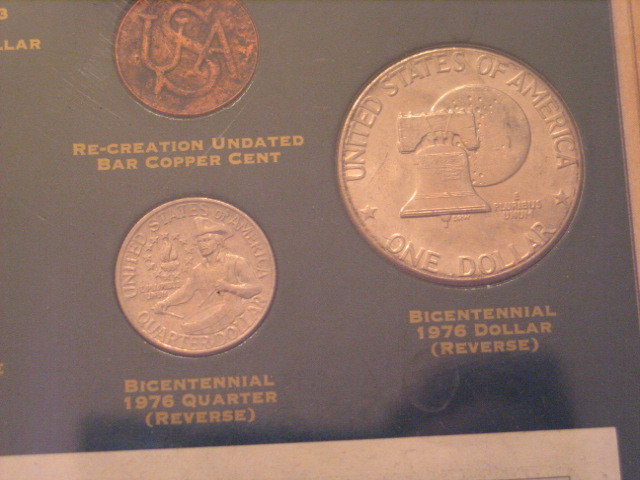 3
LLAR
USA
RE-CREATION UNDATED
BAR COPPER CENT
UNITED STATES OF AMERICA
E
PLURIBUS
UNUM
ONE DOLLAR
BICENTENNIAL
1976 DOLLAR
(REVERSE)
UNITED STATES OF AMERICA
QUARTER DOLLAR
BICENTENNIAL
1976 QUARTER
(REVERSE)